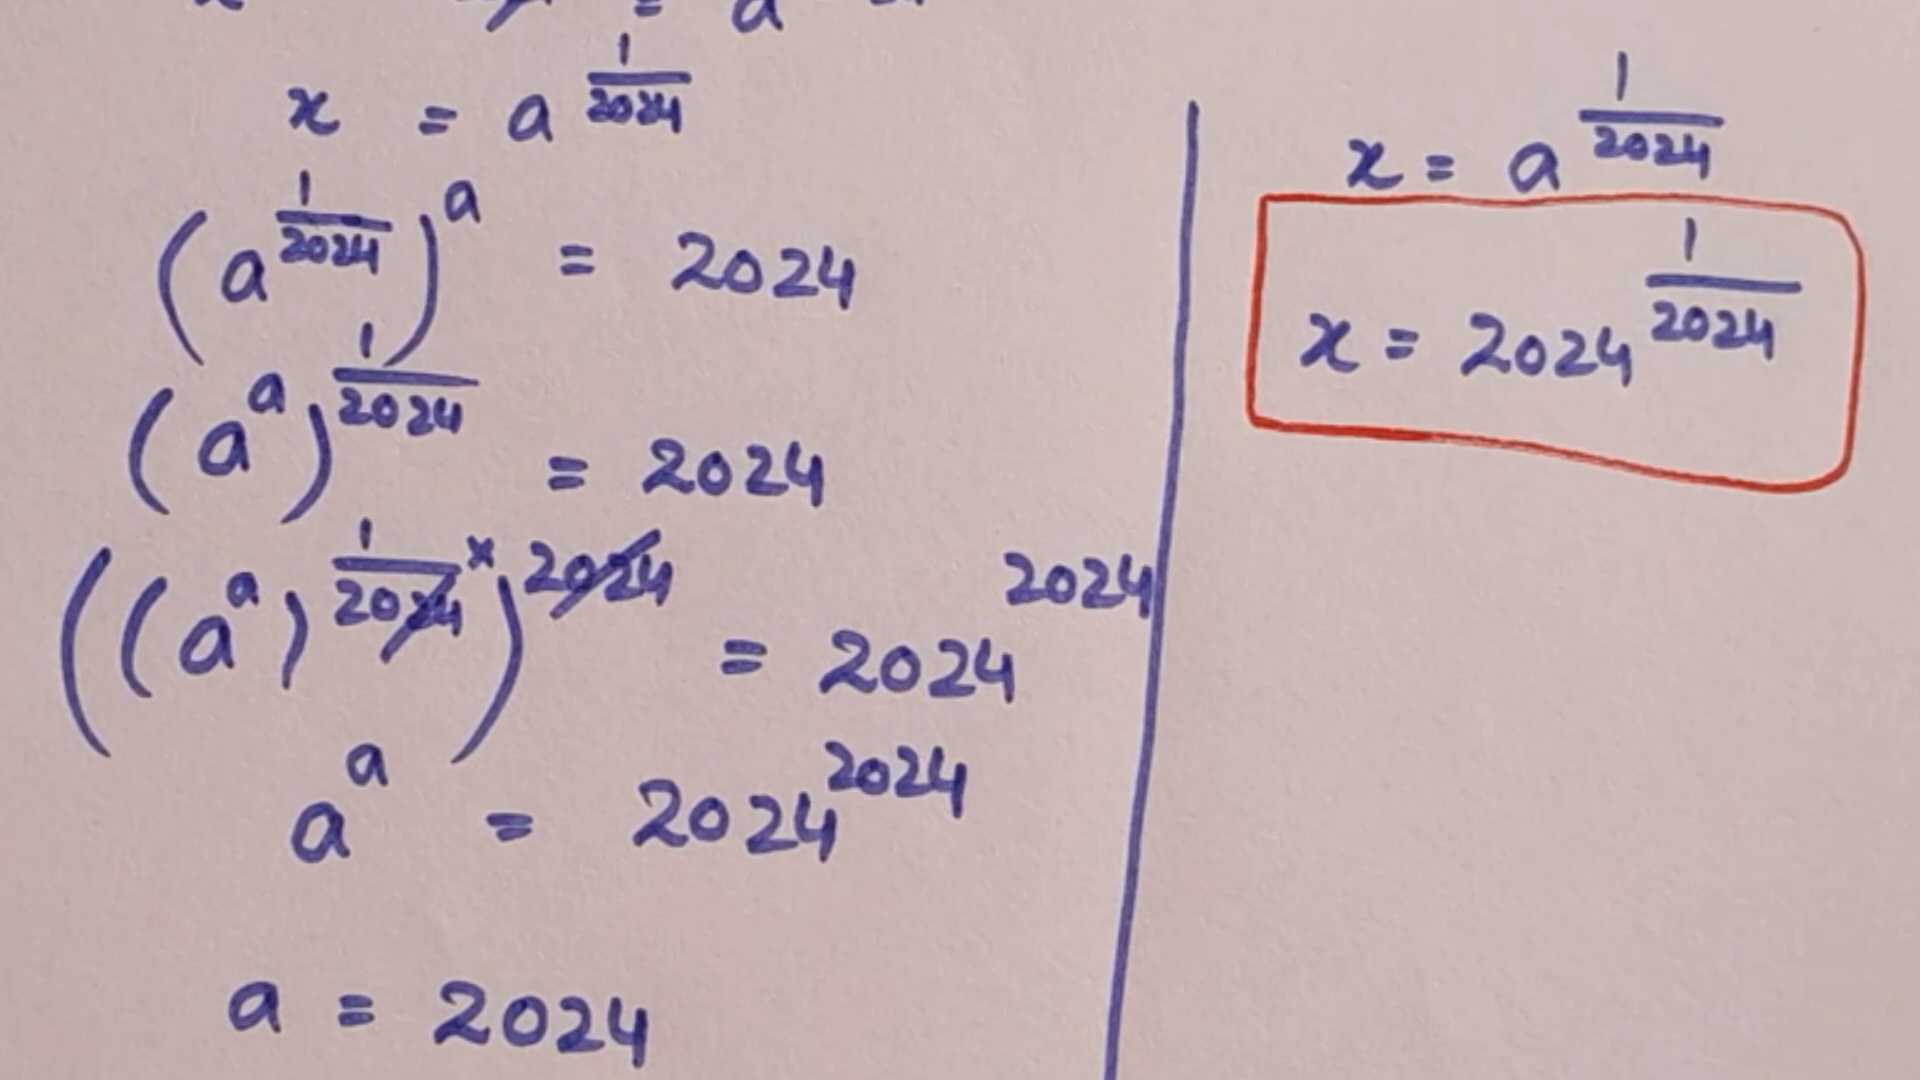 x = a^(1/2024)
(a^(1/2024))^a = 2024
(a^a)^(1/2024) = 2024
((a^a)^(1/2024 ×))^2024 = 2024^2024
a^a = 2024^2024
a = 2024
x = a^(1/2024)
x = 2024^(1/2024)